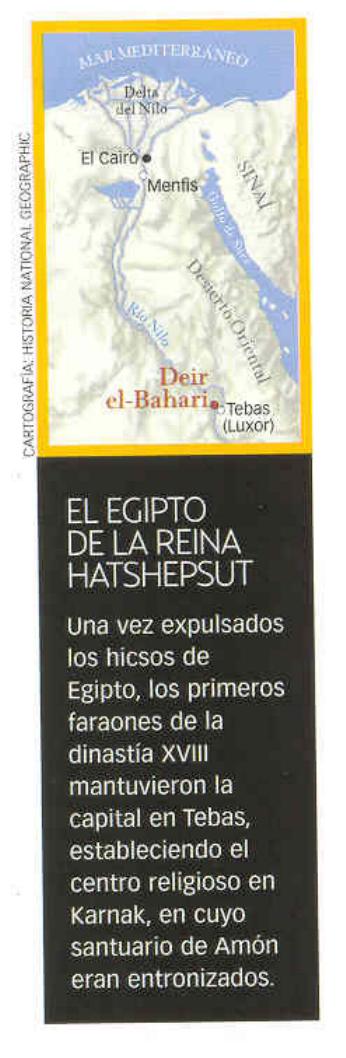 MAR MEDITERRÁNEO
Delta
del Nilo
El Cairo
Menfis
SINAÍ
Golfo de Suez
Desierto Oriental
Río Nilo
Deir
el-Bahari
Tebas
(Luxor)
CARTOGRAFÍA: HISTORIA NATIONAL GEOGRAPHIC
EL EGIPTO
DE LA REINA
HATSHEPSUT
Una vez expulsados
los hicsos de
Egipto, los primeros
faraones de la
dinastía XVIII
mantuvieron la
capital en Tebas,
estableciendo el
centro religioso en
Karnak, en cuyo
santuario de Amón
eran entronizados.